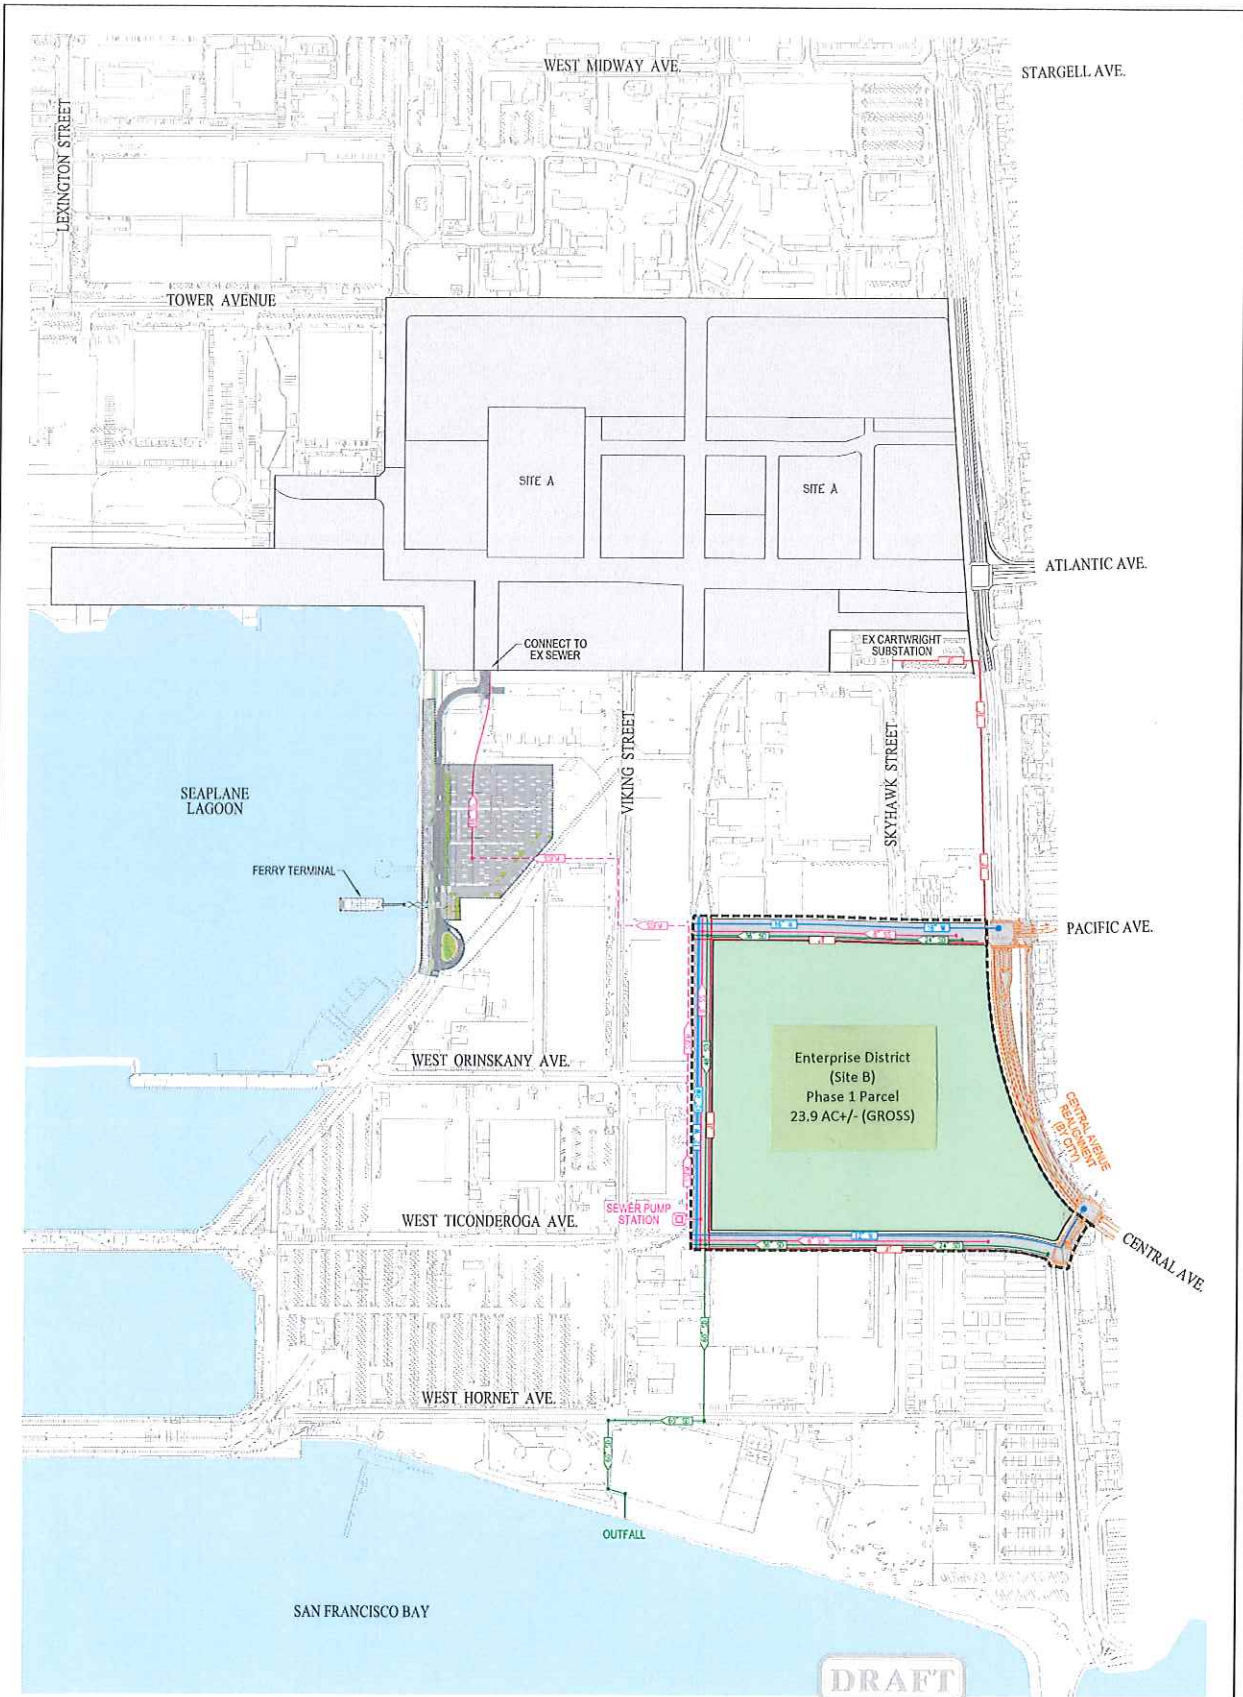 WEST MIDWAY AVE.
STARGELL AVE.
LEXINGTON STREET
TOWER AVENUE
SITE A
SITE A
ATLANTIC AVE.
CONNECT TO
EX SEWER
EX CARTWRIGHT
SUBSTATION
VIKING STREET
SKYHAWK STREET
SEAPLANE
LAGOON
FERRY TERMINAL
PACIFIC AVE.
WEST ORINSKANY AVE.
Enterprise District
(Site B)
Phase 1 Parcel
23.9 AC+/- (GROSS)
CENTRAL AVENUE
REALIGNMENT
(BY CITY)
SEWER PUMP
STATION
WEST TICONDEROGA AVE.
CENTRAL AVE.
WEST HORNET AVE.
OUTFALL
SAN FRANCISCO BAY
DRAFT